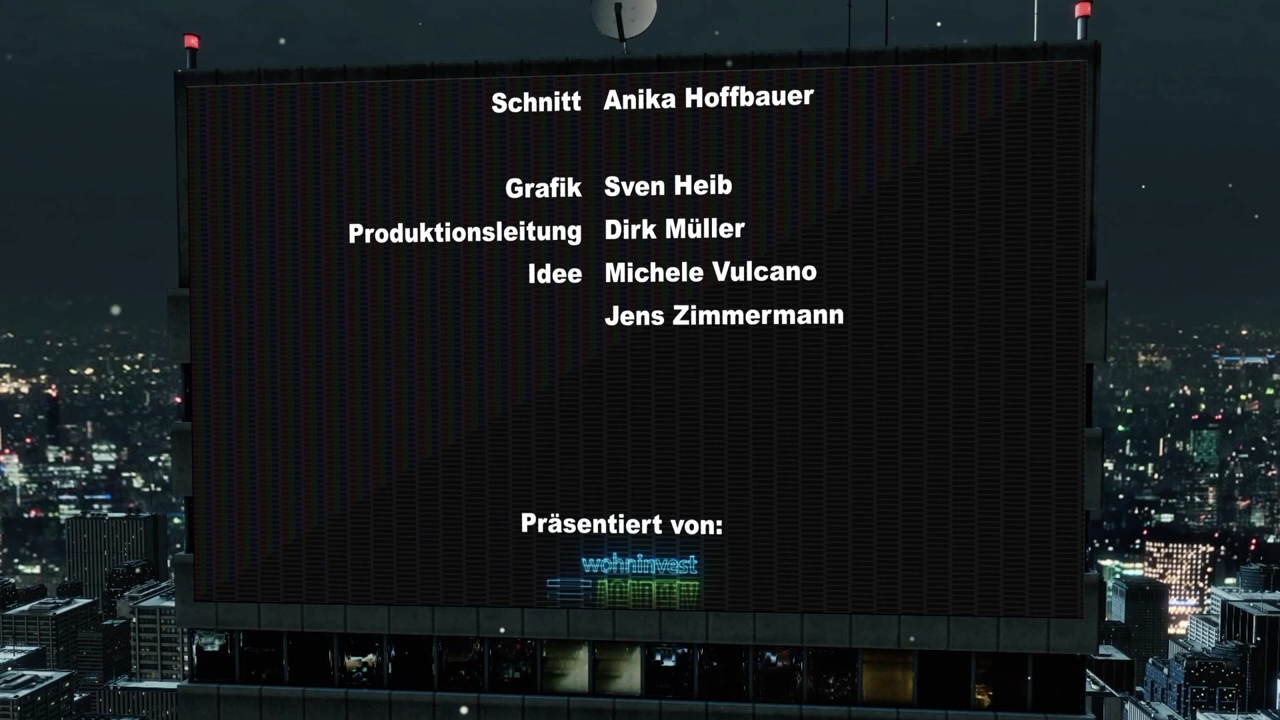 Schnitt Anika Hoffbauer
Grafik Sven Heib
Produktionsleitung Dirk Müller
Idee Michele Vulcano
Jens Zimmermann
Präsentiert von:
wohninvest